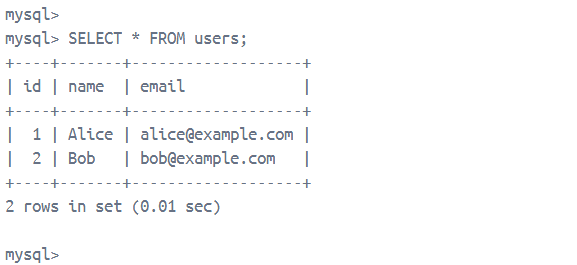 mysql>
mysql> SELECT * FROM users;
+----+-------+-------------------+
| id | name  | email             |
+----+-------+-------------------+
|  1 | Alice | alice@example.com |
|  2 | Bob   | bob@example.com   |
+----+-------+-------------------+
2 rows in set (0.01 sec)

mysql>